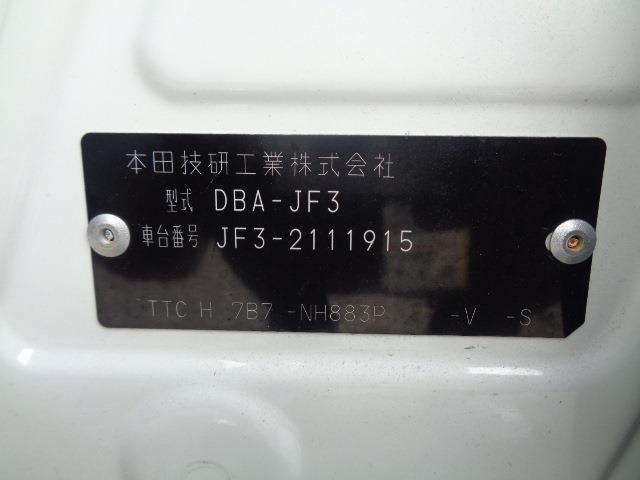 本田技研工業株式会社
型式 DBA-JF3
車台番号 JF3-2111915
TTC H 7B7 -NH883P -V -S